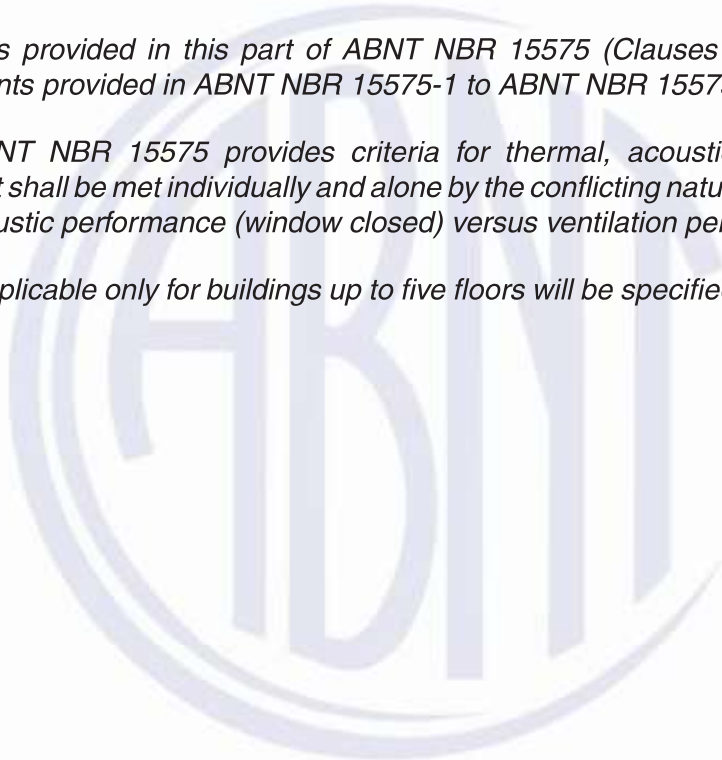 s provided in this part of ABNT NBR 15575 (Clauses
nts provided in ABNT NBR 15575-1 to ABNT NBR 1557
NT NBR 15575 provides criteria for thermal, acousti
t shall be met individually and alone by the conflicting natu
ustic performance (window closed) versus ventilation pe
plicable only for buildings up to five floors will be specifie
ABNT